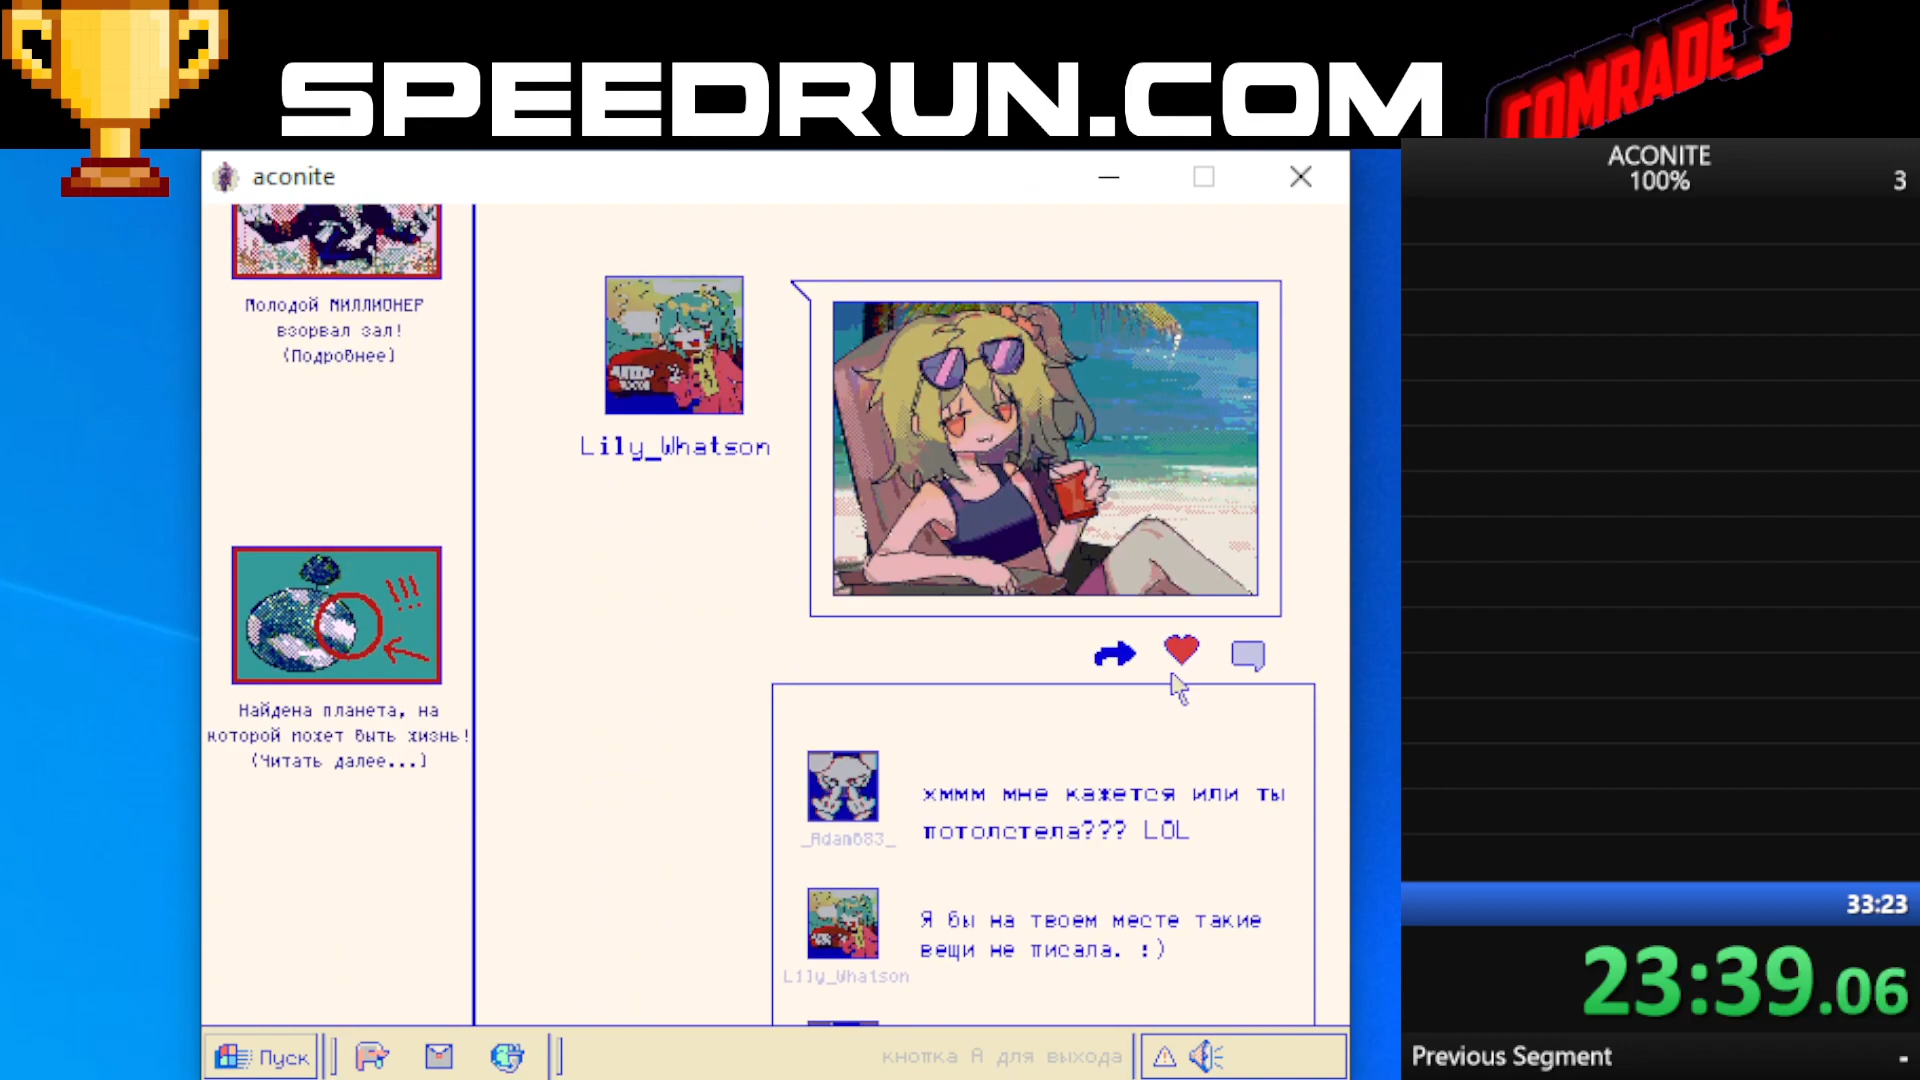 SPEEDRUN.COM
COMRADE_S
aconite
ACONITE
100%
3
Молодой МИЛЛИОНЕР
взорвал зал!
(Подробнее)
Lily_Whatson
!!!
Найдена планета, на
которой может быть жизнь!
(Читать далее...)
хммм мне кажется или ты
потолстела??? LOL
_Adam683_
Я бы на твоем месте такие
вещи не писала. :)
Lily_Whatson
33:23
23:39.06
Previous Segment
-
Пуск
кнопка A для выхода